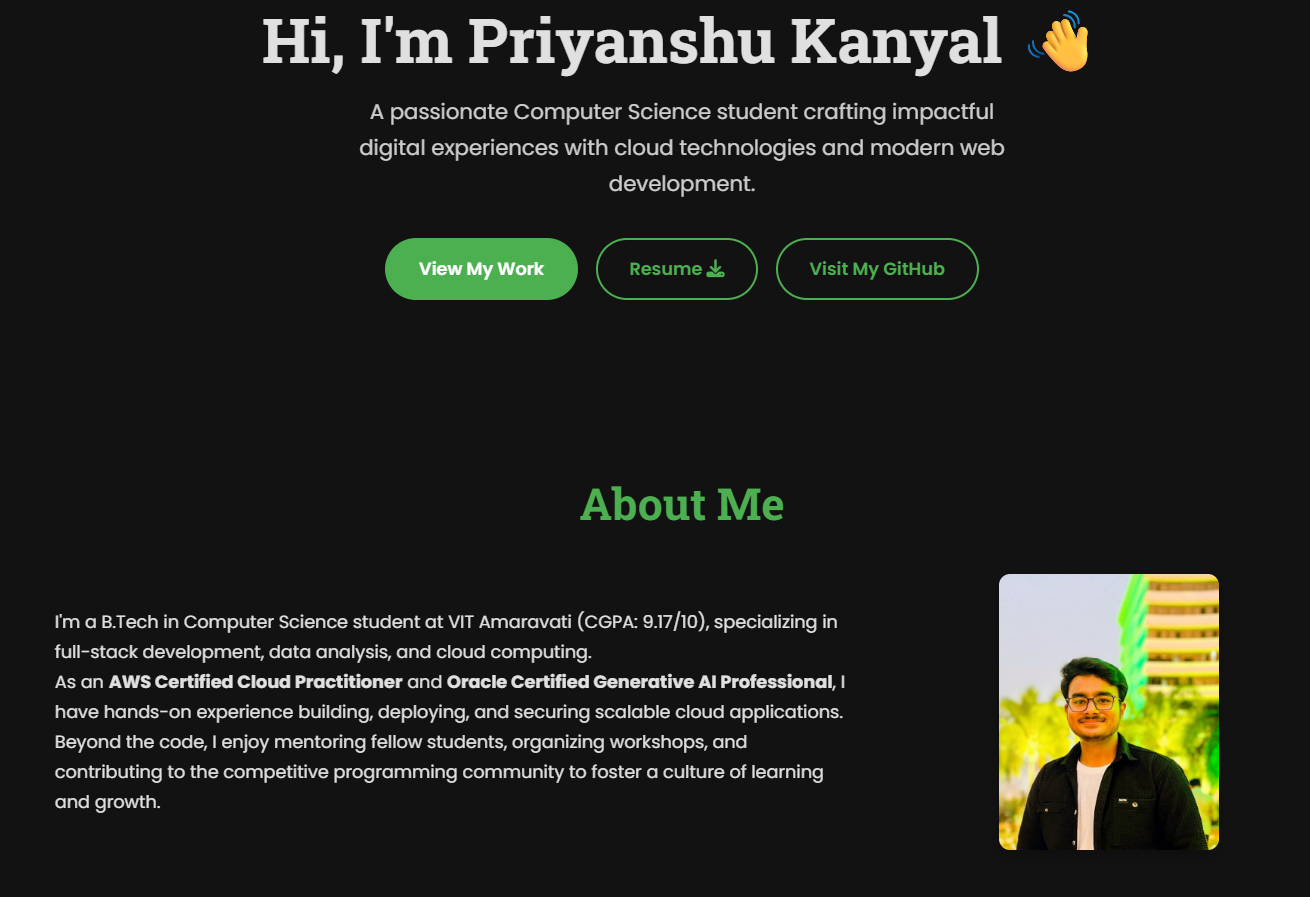 Hi, I'm Priyanshu Kanyal 👋
A passionate Computer Science student crafting impactful
digital experiences with cloud technologies and modern web
development.
View My Work
Resume
Visit My GitHub
About Me
I'm a B.Tech in Computer Science student at VIT Amaravati (CGPA: 9.17/10), specializing in
full-stack development, data analysis, and cloud computing.
As an AWS Certified Cloud Practitioner and Oracle Certified Generative AI Professional, I
have hands-on experience building, deploying, and securing scalable cloud applications.
Beyond the code, I enjoy mentoring fellow students, organizing workshops, and
contributing to the competitive programming community to foster a culture of learning
and growth.